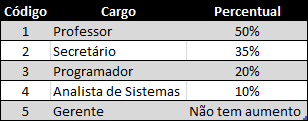 Código Cargo Percentual
1 Professor 50%
2 Secretário 35%
3 Programador 20%
4 Analista de Sistemas 10%
5 Gerente Não tem aumento